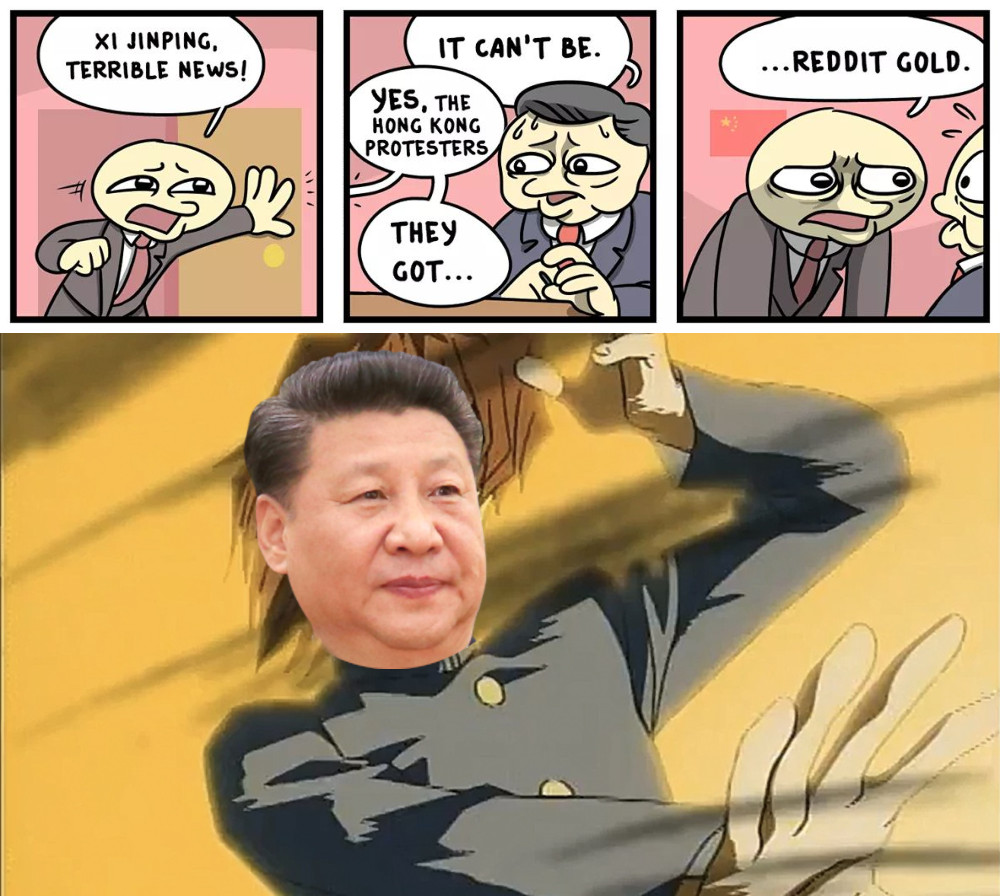 XI JINPING,
TERRIBLE NEWS!
IT CAN'T BE.
YES, THE
HONG KONG
PROTESTERS
THEY
GOT...
...REDDIT GOLD.